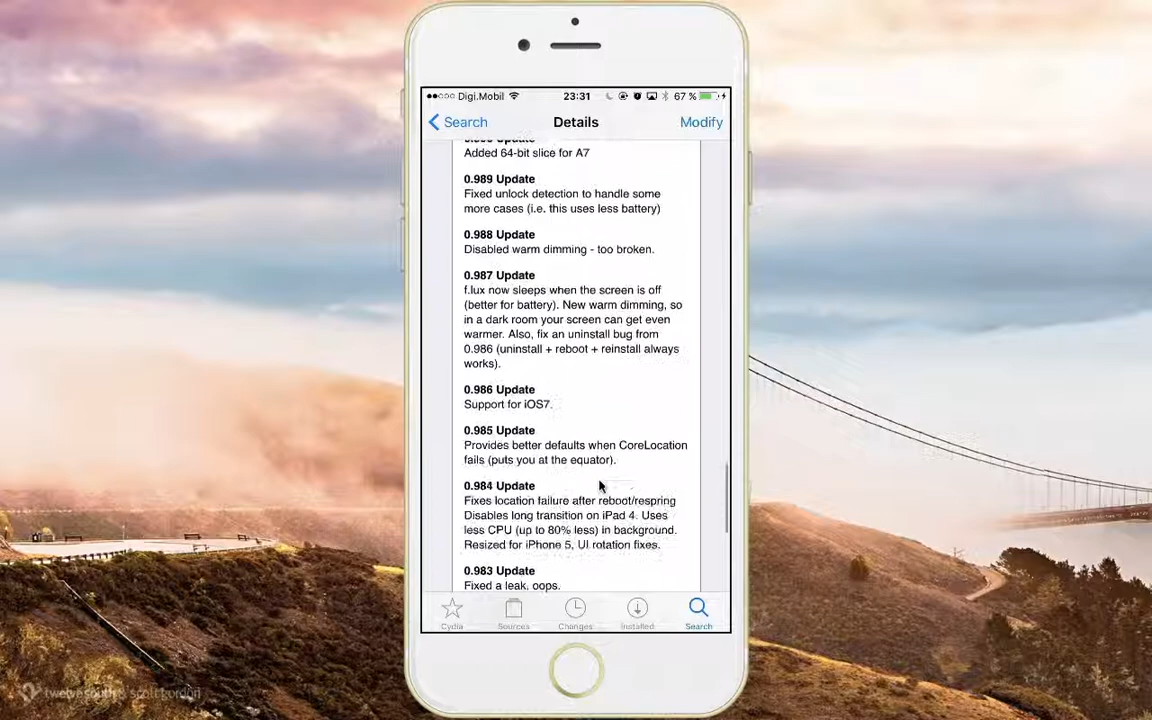 Digi.Mobil 23:31 67 %
Search Details Modify
Update
Added 64-bit slice for A7
0.989 Update
Fixed unlock detection to handle some
more cases (i.e. this uses less battery)
0.988 Update
Disabled warm dimming - too broken.
0.987 Update
f.lux now sleeps when the screen is off
(better for battery). New warm dimming, so
in a dark room your screen can get even
warmer. Also, fix an uninstall bug from
0.986 (uninstall + reboot + reinstall always
works).
0.986 Update
Support for iOS7.
0.985 Update
Provides better defaults when CoreLocation
fails (puts you at the equator).
0.984 Update
Fixes location failure after reboot/respring
Disables long transition on iPad 4. Uses
less CPU (up to 80% less) in background.
Resized for iPhone 5, UI rotation fixes.
0.983 Update
Fixed a leak, oops.
Cydia Sources Changes Installed Search